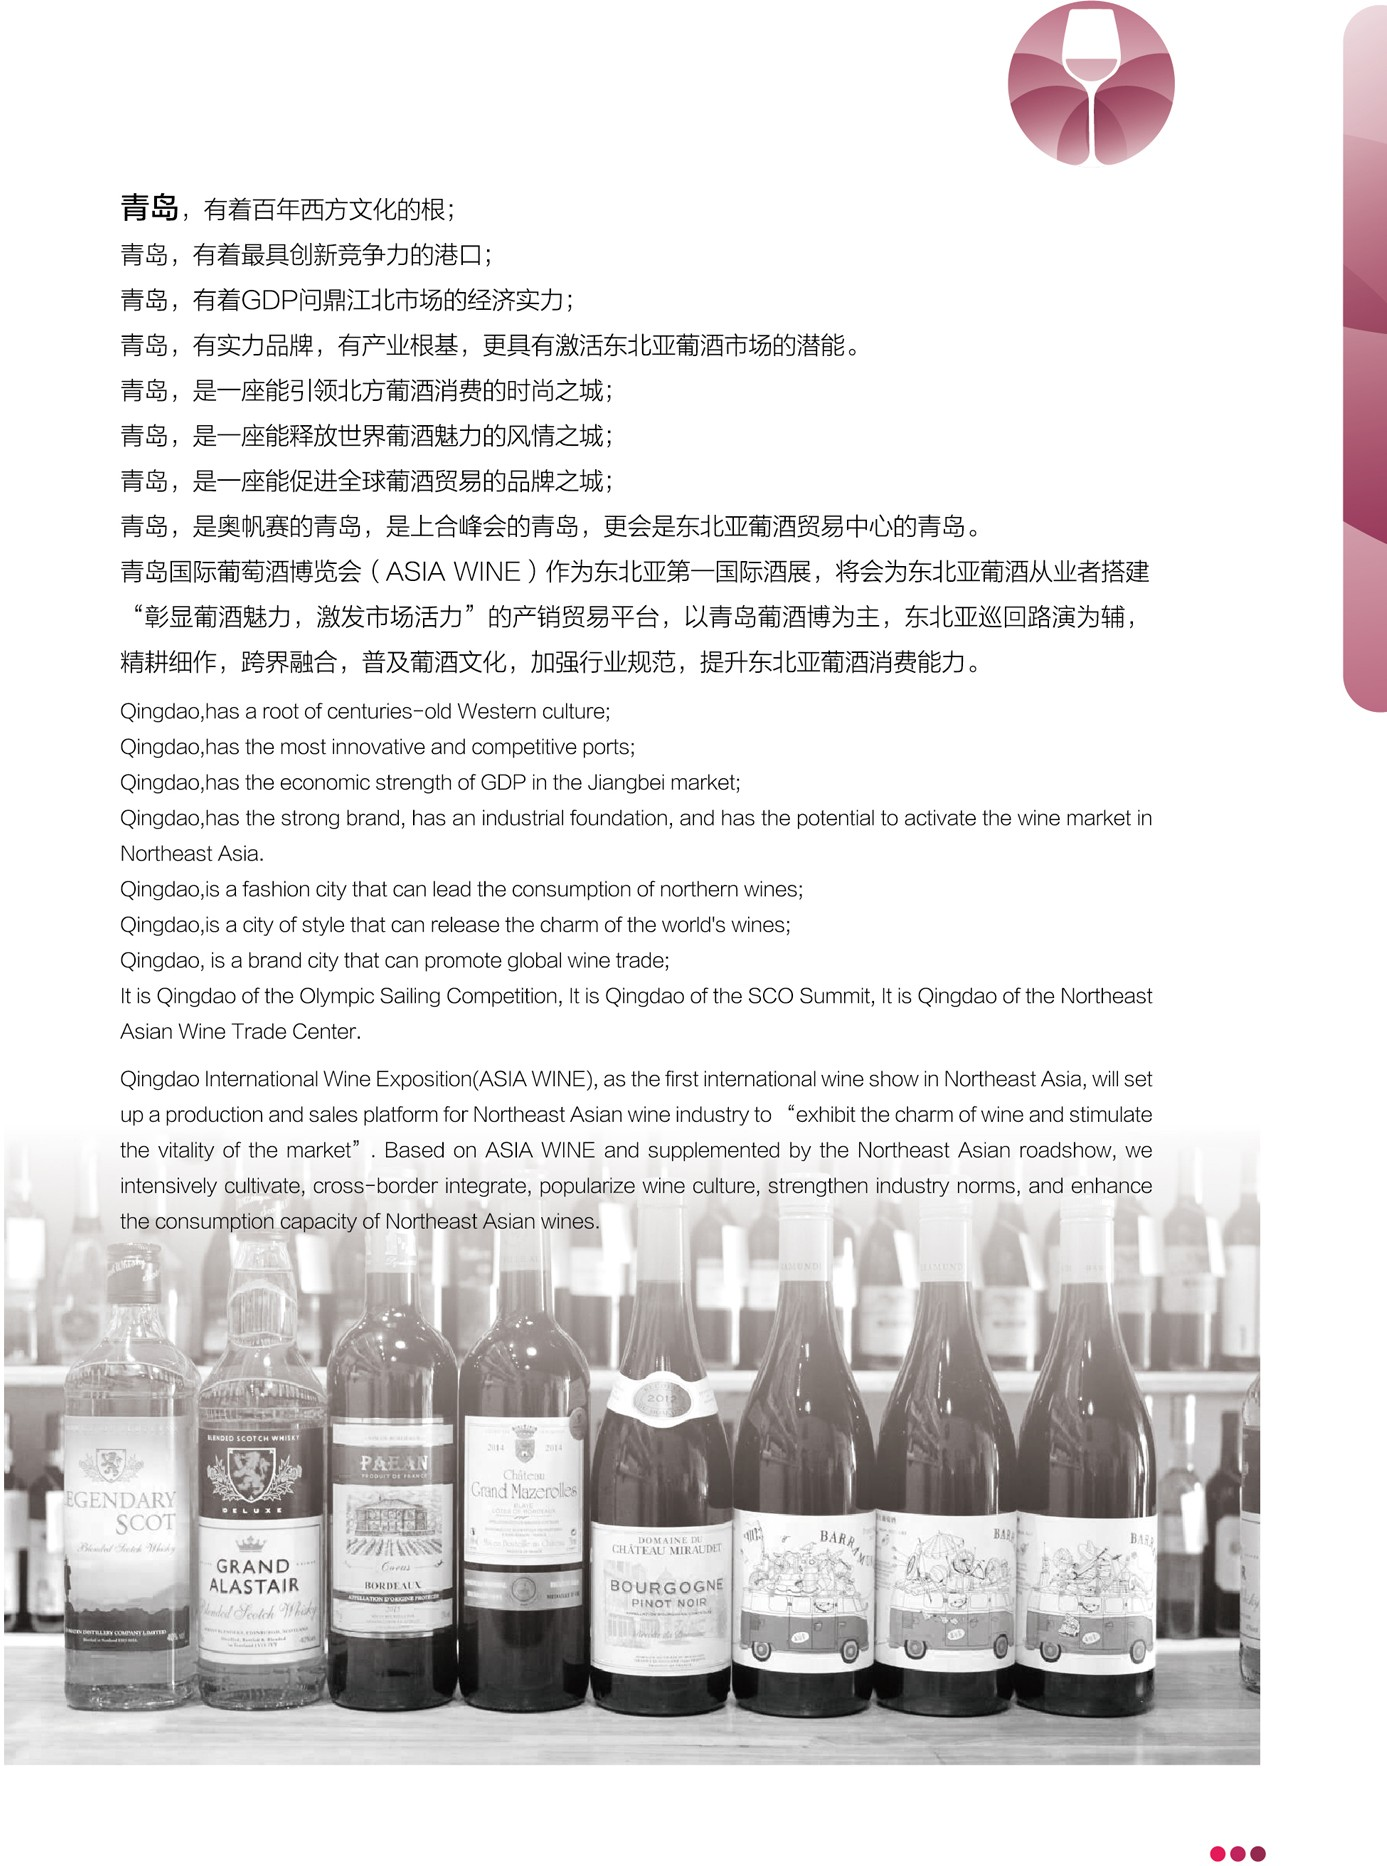 青岛，有着百年西方文化的根；
青岛，有着最具创新竞争力的港口；
青岛，有着GDP问鼎江北市场的经济实力；
青岛，有实力品牌，有产业根基，更具有激活东北亚葡酒市场的潜能。
青岛，是一座能引领北方葡酒消费的时尚之城；
青岛，是一座能释放世界葡酒魅力的风情之城；
青岛，是一座能促进全球葡酒贸易的品牌之城；
青岛，是奥帆赛的青岛，是上合峰会的青岛，更会是东北亚葡酒贸易中心的青岛。
青岛国际葡萄酒博览会（ASIA WINE）作为东北亚第一国际酒展，将会为东北亚葡酒从业者搭建
“彰显葡酒魅力，激发市场活力”的产销贸易平台，以青岛葡酒博为主，东北亚巡回路演为辅，
精耕细作，跨界融合，普及葡酒文化，加强行业规范，提升东北亚葡酒消费能力。
Qingdao,has a root of centuries-old Western culture;
Qingdao,has the most innovative and competitive ports;
Qingdao,has the economic strength of GDP in the Jiangbei market;
Qingdao,has the strong brand, has an industrial foundation, and has the potential to activate the wine market in
Northeast Asia.
Qingdao,is a fashion city that can lead the consumption of northern wines;
Qingdao,is a city of style that can release the charm of the world's wines;
Qingdao, is a brand city that can promote global wine trade;
It is Qingdao of the Olympic Sailing Competition, It is Qingdao of the SCO Summit, It is Qingdao of the Northeast
Asian Wine Trade Center.
Qingdao International Wine Exposition(ASIA WINE), as the first international wine show in Northeast Asia, will set
up a production and sales platform for Northeast Asian wine industry to “exhibit the charm of wine and stimulate
the vitality of the market”. Based on ASIA WINE and supplemented by the Northeast Asian roadshow, we
intensively cultivate, cross-border integrate, popularize wine culture, strengthen industry norms, and enhance
the consumption capacity of Northeast Asian wines.
EGENDARY
SCOT
Blended Scotch Whisky
BLENDED SCOTCH WHISKY
DELUXE
GRAND
ALASTAIR
Blended Scotch Whisky
PRODUIT DE FRANCE
BORDEAUX
2014 2014
Château
Grand Mazerolles
2012
DOMAINE DU
CHÂTEAU MIRAUDET
BOURGOGNE
PINOT NOIR